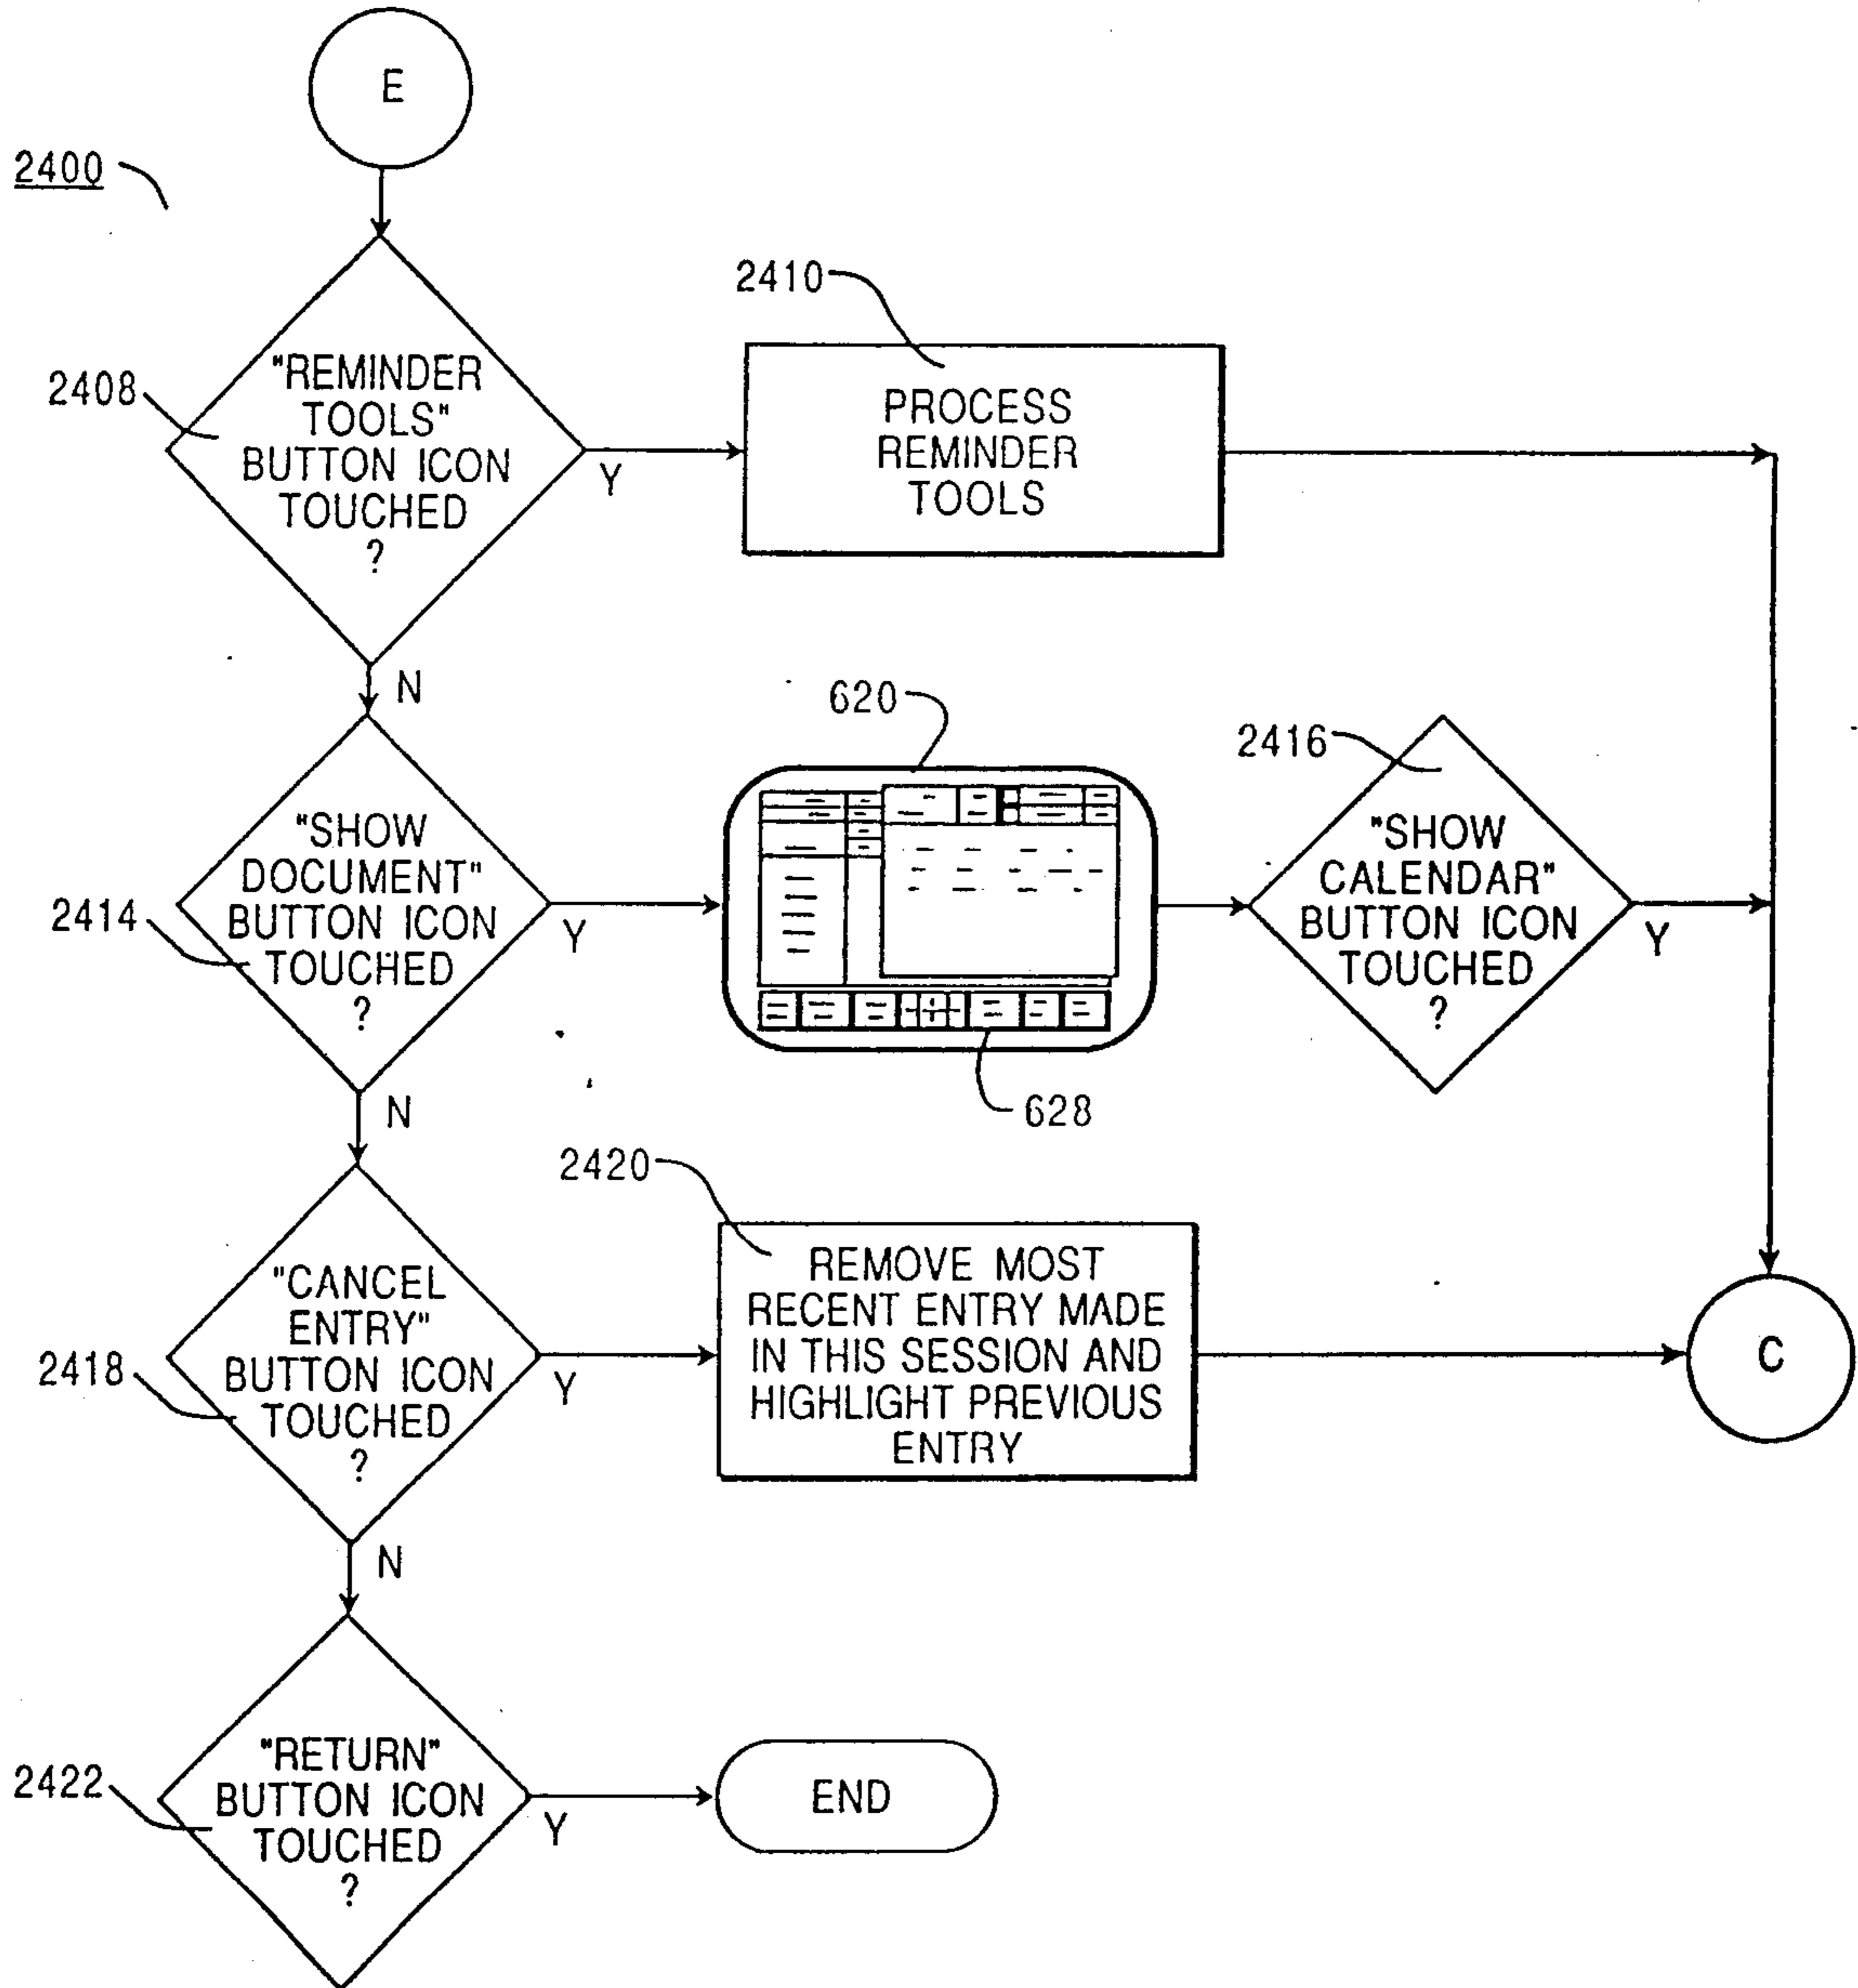 E
2400
2410
"REMINDER
TOOLS"
BUTTON ICON
TOUCHED
?
2408
Y
PROCESS
REMINDER
TOOLS
N
620
2416
"SHOW
DOCUMENT"
BUTTON ICON
TOUCHED
?
2414
Y
"SHOW
CALENDAR"
BUTTON ICON
TOUCHED
?
Y
628
N
2420
"CANCEL
ENTRY"
BUTTON ICON
TOUCHED
?
2418
Y
REMOVE MOST
RECENT ENTRY MADE
IN THIS SESSION AND
HIGHLIGHT PREVIOUS
ENTRY
C
N
"RETURN"
BUTTON ICON
TOUCHED
?
2422
Y
END